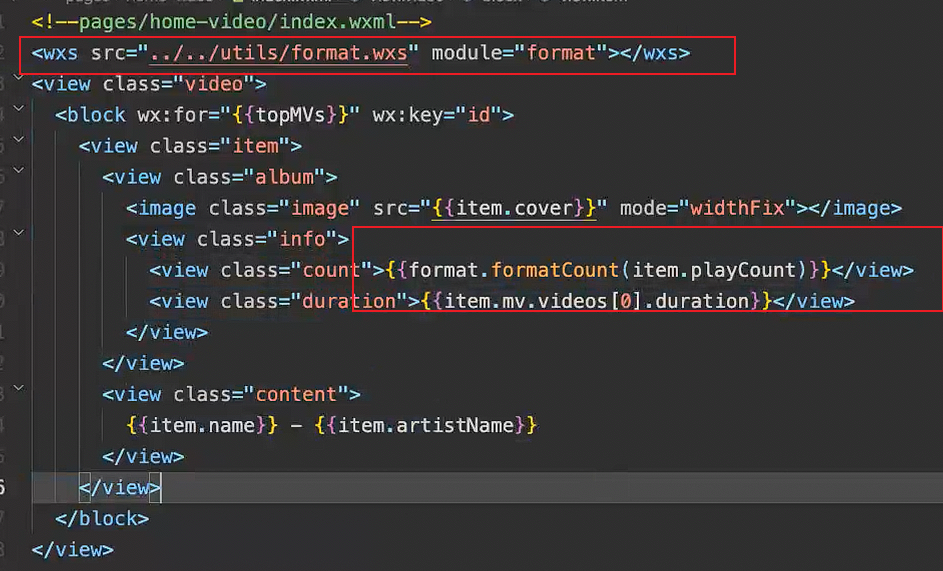 <!--pages/home-video/index.wxml-->
<wxs src="../../utils/format.wxs" module="format"></wxs>
<view class="video">
<block wx:for="{{topMVs}}" wx:key="id">
<view class="item">
<view class="album">
<image class="image" src="{{item.cover}}" mode="widthFix"></image>
<view class="info">
<view class="count">{{format.formatCount(item.playCount)}}</view>
<view class="duration">{{item.mv.videos[0].duration}}</view>
</view>
</view>
<view class="content">
{{item.name}} - {{item.artistName}}
</view>
</view>
</block>
</view>